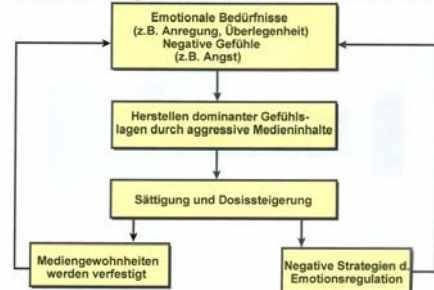 Emotionale Bedürfnisse
(z.B. Anregung, Überlegenheit)
Negative Gefühle
(z.B. Angst)
Herstellen dominanter Gefühls-
lagen durch aggressive Medieninhalte
Sättigung und Dosissteigerung
Mediengewohnheiten
werden verfestigt
Negative Strategien d.
Emotionsregulation